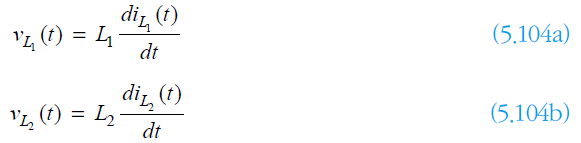 v_{L_1}(t) = L_1 \frac{di_{L_1}(t)}{dt} (5.104a)
v_{L_2}(t) = L_2 \frac{di_{L_2}(t)}{dt} (5.104b)